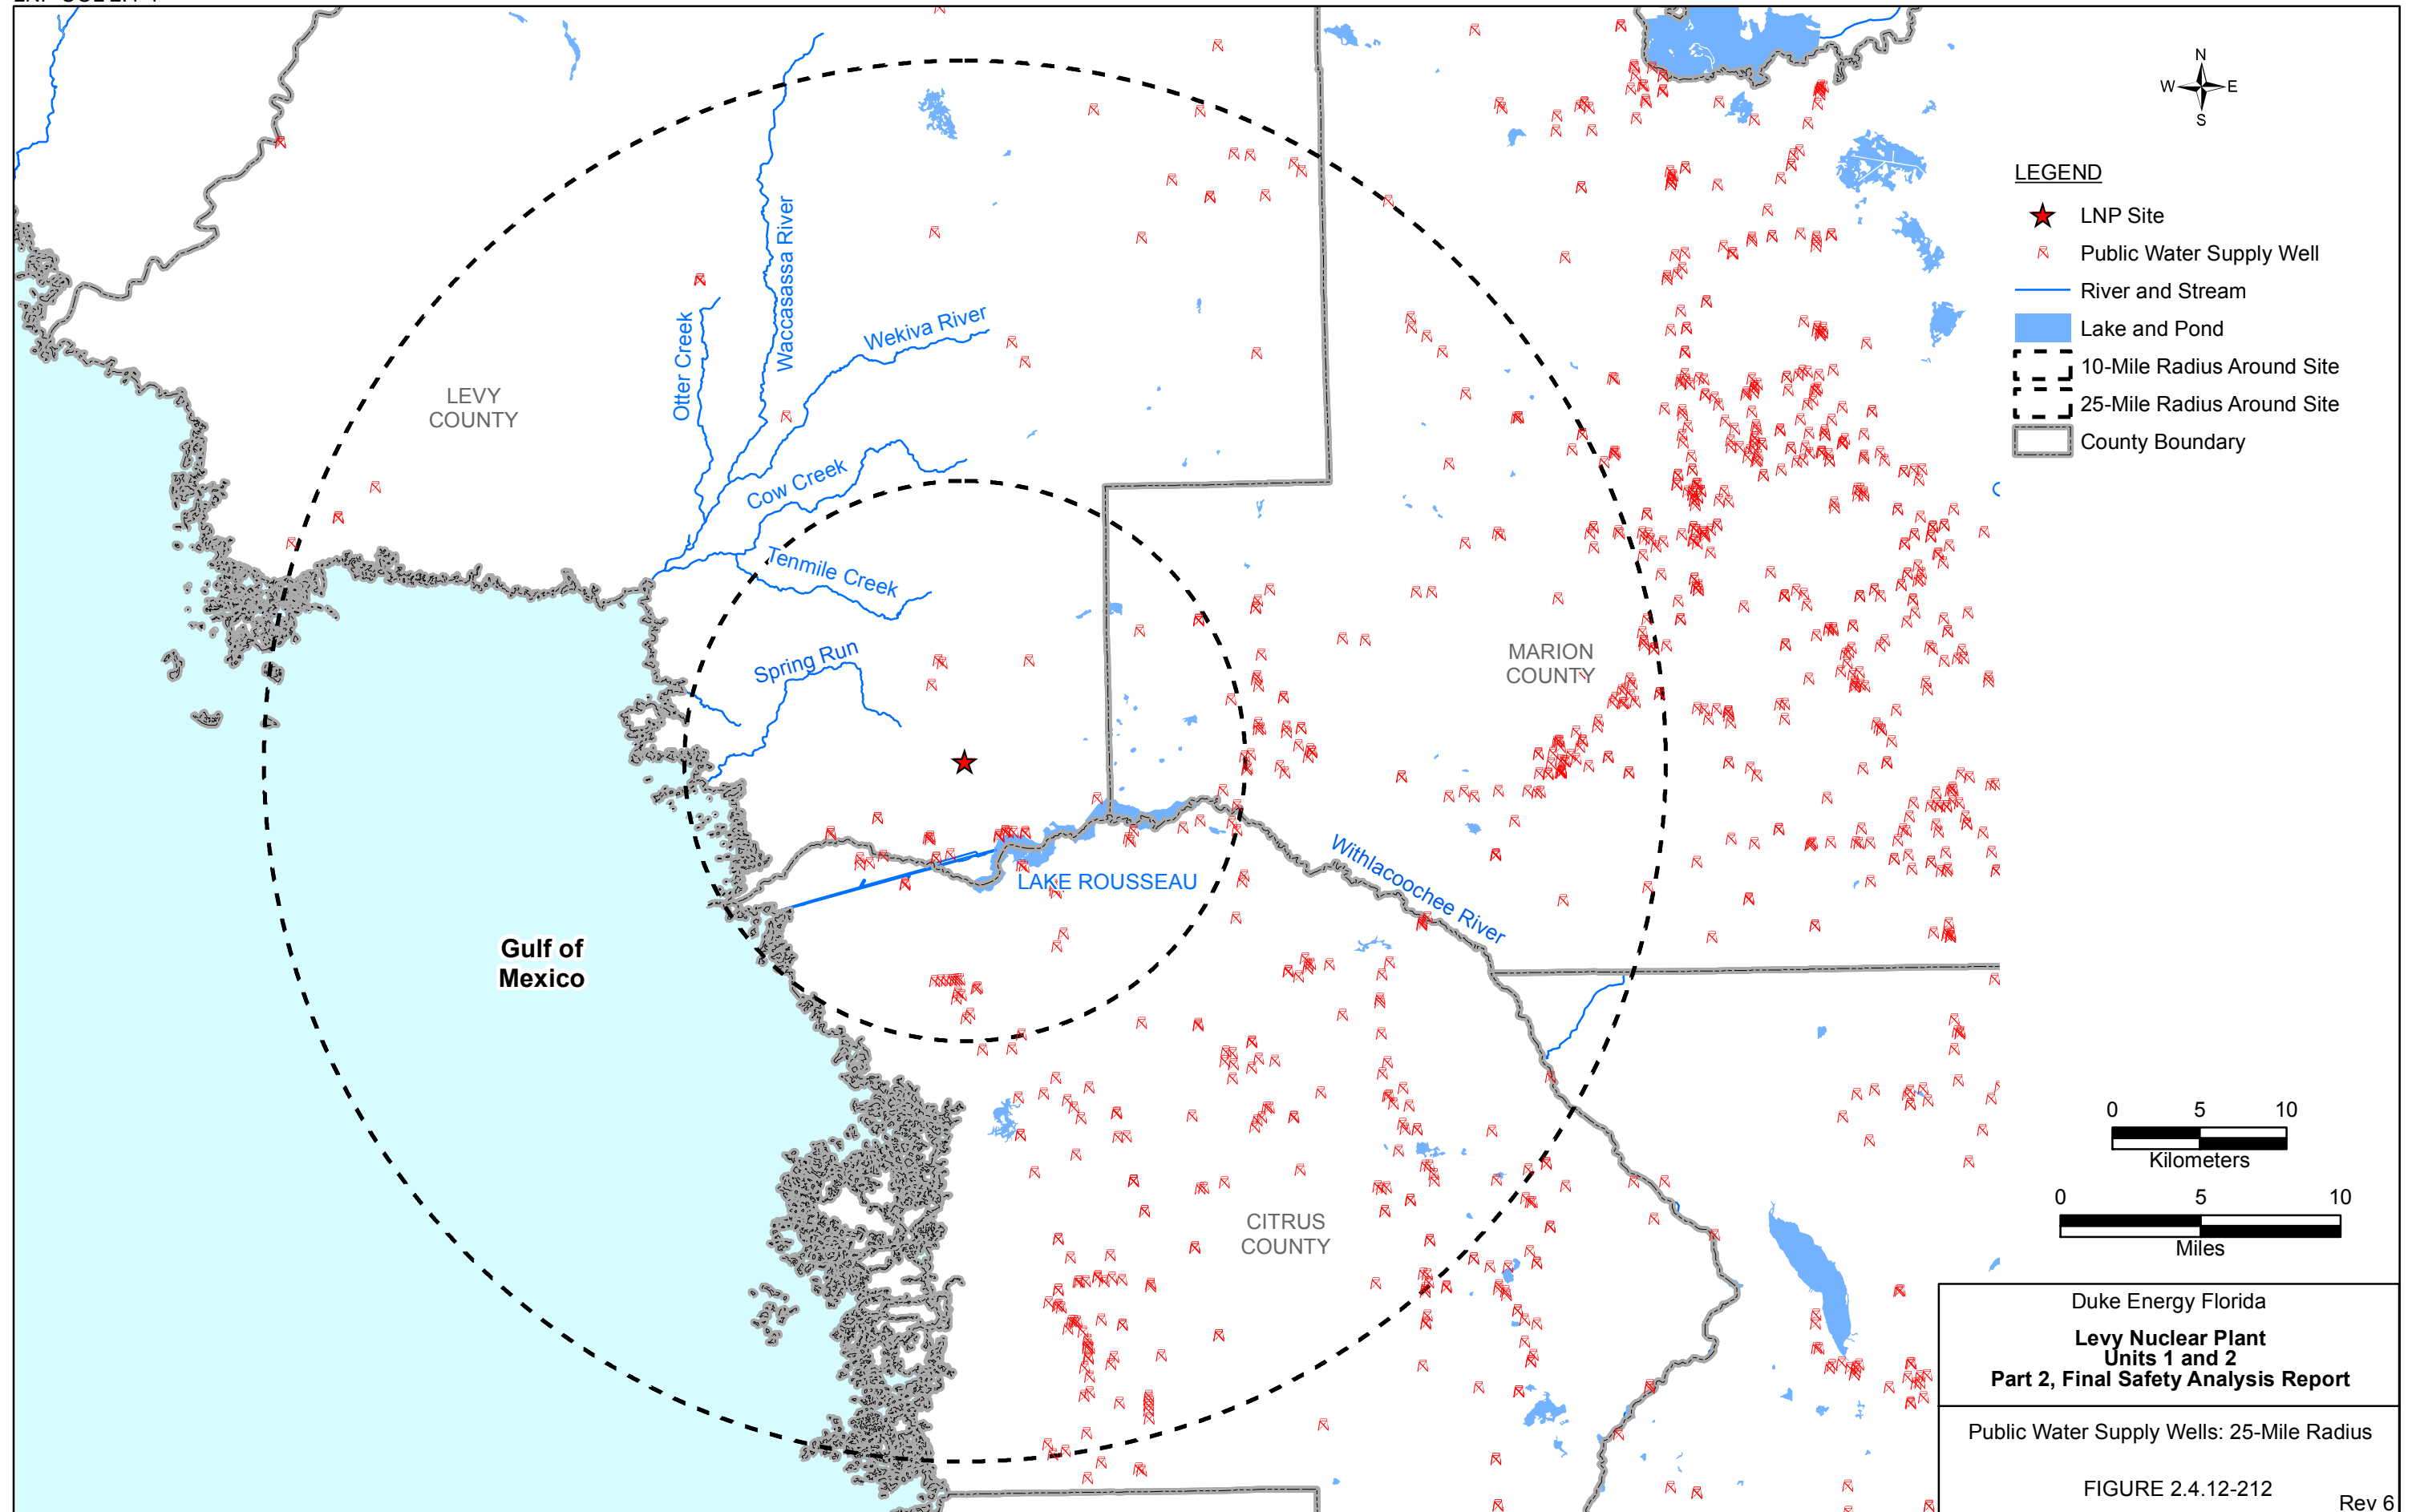 N
W E
S
LEGEND
LNP Site
Public Water Supply Well
River and Stream
Lake and Pond
10-Mile Radius Around Site
25-Mile Radius Around Site
County Boundary
Waccasassa River
Otter Creek
Wekiva River
LEVY
COUNTY
Cow Creek
Tenmile Creek
Spring Run
MARION
COUNTY
Withlacoochee River
LAKE ROUSSEAU
Gulf of
Mexico
CITRUS
COUNTY
0 5 10
Kilometers
0 5 10
Miles
Duke Energy Florida
Levy Nuclear Plant
Units 1 and 2
Part 2, Final Safety Analysis Report
Public Water Supply Wells: 25-Mile Radius
FIGURE 2.4.12-212
Rev 6